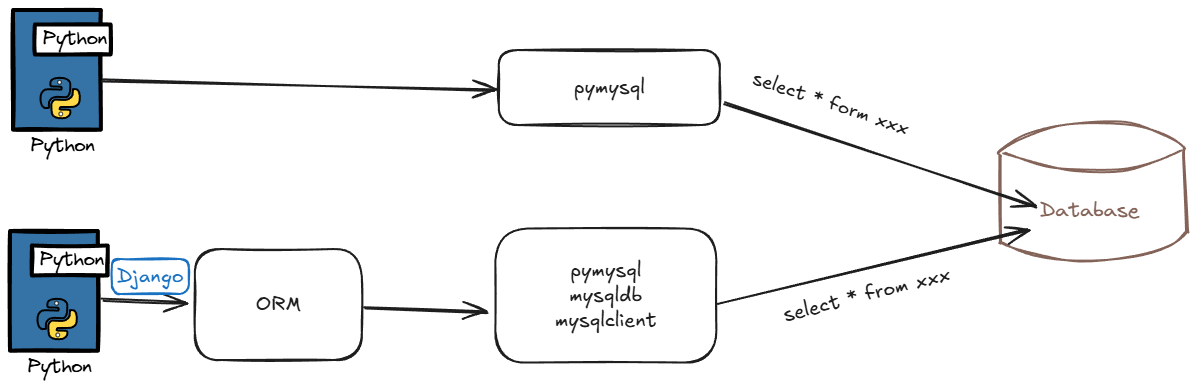 Python
Python
pymysql
select * form xxx
Database
Python
Django
Python
ORM
pymysql
mysqldb
mysqlclient
select * from xxx